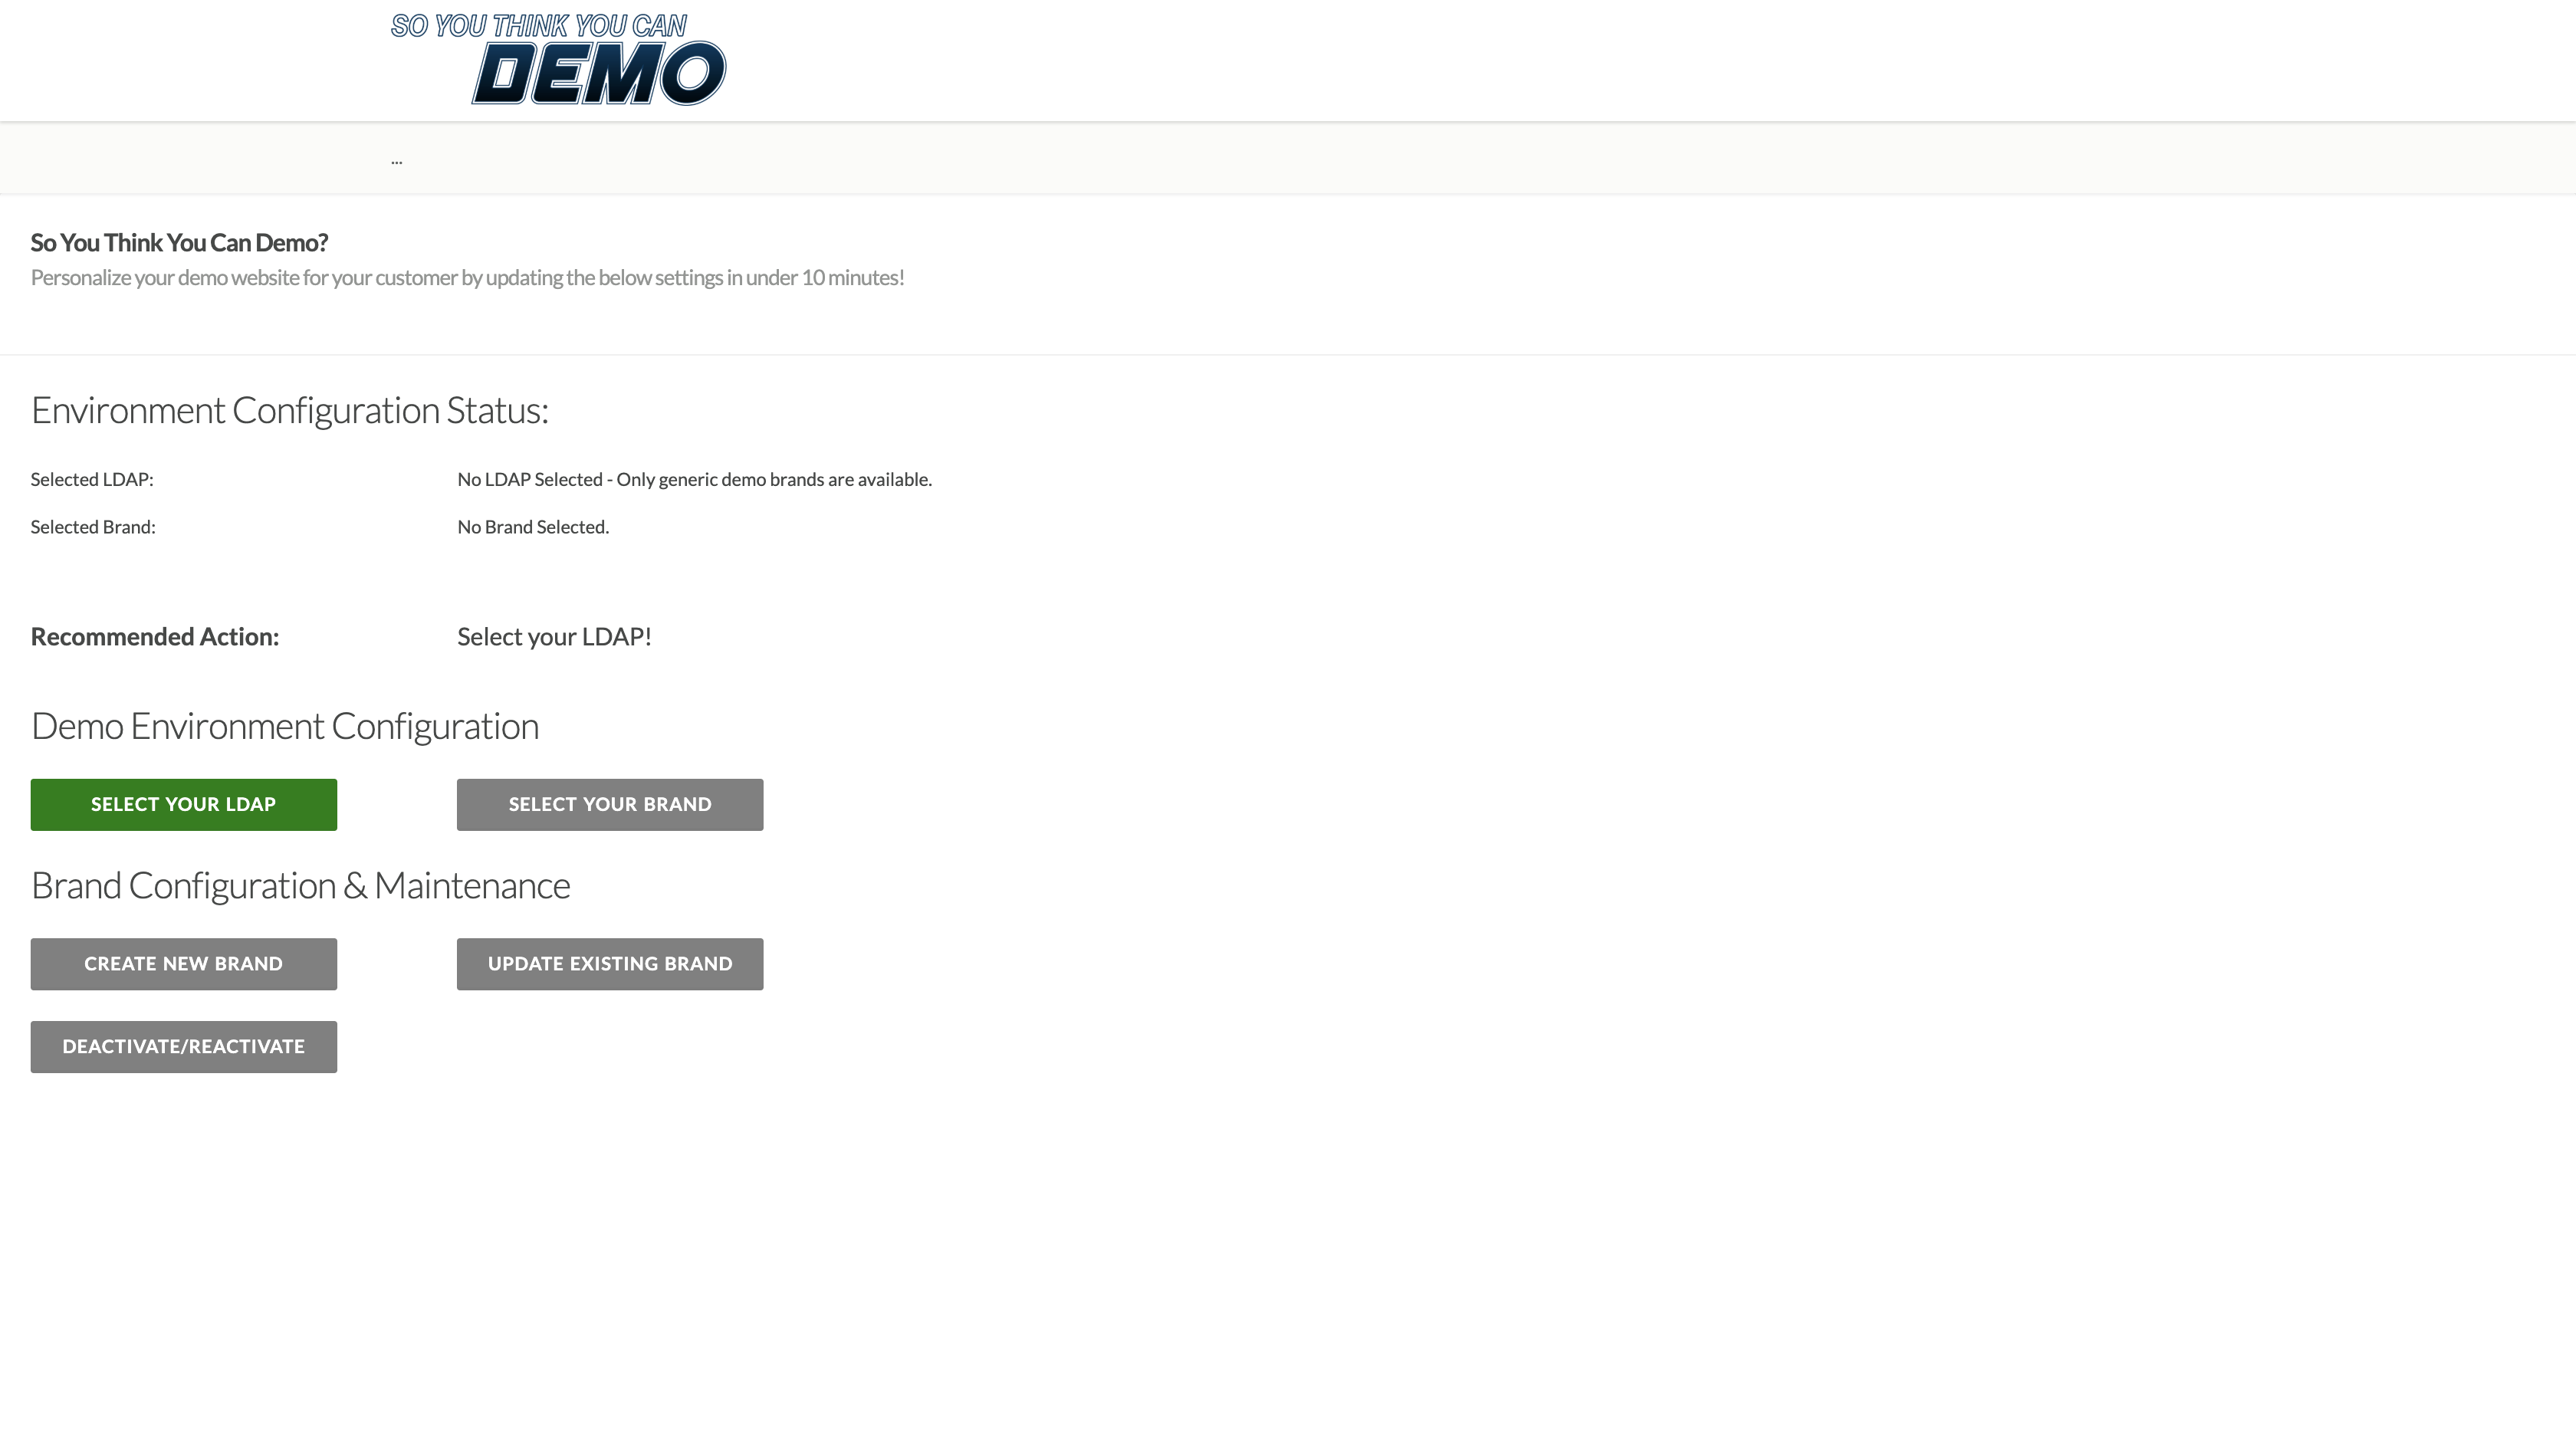 SO YOU THINK YOU CAN
DEMO
...
So You Think You Can Demo?
Personalize your demo website for your customer by updating the below settings in under 10 minutes!
Environment Configuration Status:
Selected LDAP: No LDAP Selected - Only generic demo brands are available.
Selected Brand: No Brand Selected.
Recommended Action: Select your LDAP!
Demo Environment Configuration
SELECT YOUR LDAP SELECT YOUR BRAND
Brand Configuration & Maintenance
CREATE NEW BRAND UPDATE EXISTING BRAND
DEACTIVATE/REACTIVATE